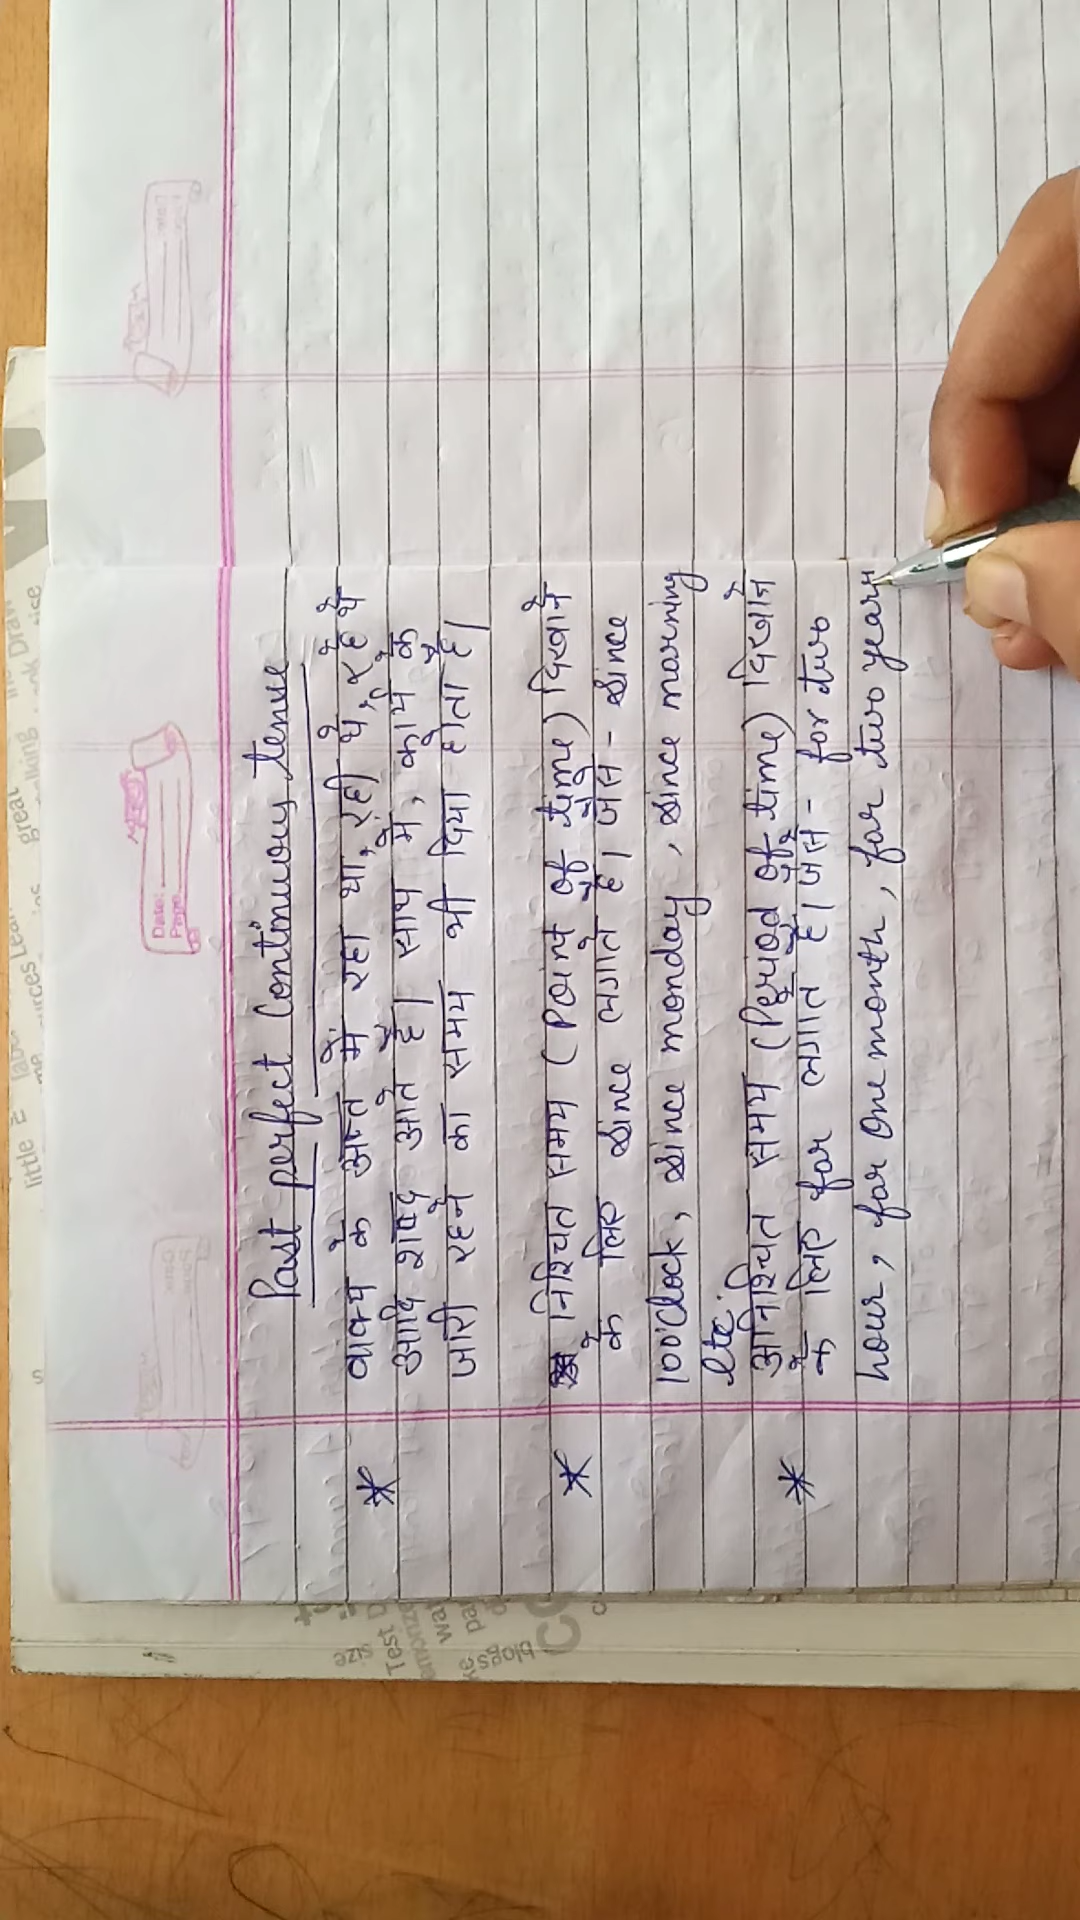 Past perfect Continuous tense
* वाक्य के अन्त में रहा था, रही थी, रहे थे
आदि शब्द आते हैं। साथ में, कार्य के
जारी रहने का समय भी दिया होता है।
* निश्चित समय (Point of time) दिखाने
के लिए since लगाते हैं। जैसे - since
10 O'Clock, since monday, since morning
etc.
* अनिश्चित समय (Period of time) दिखाने
के लिए for लगाते हैं। जैसे - for two
hour, for One month, for two years
Date:
Page